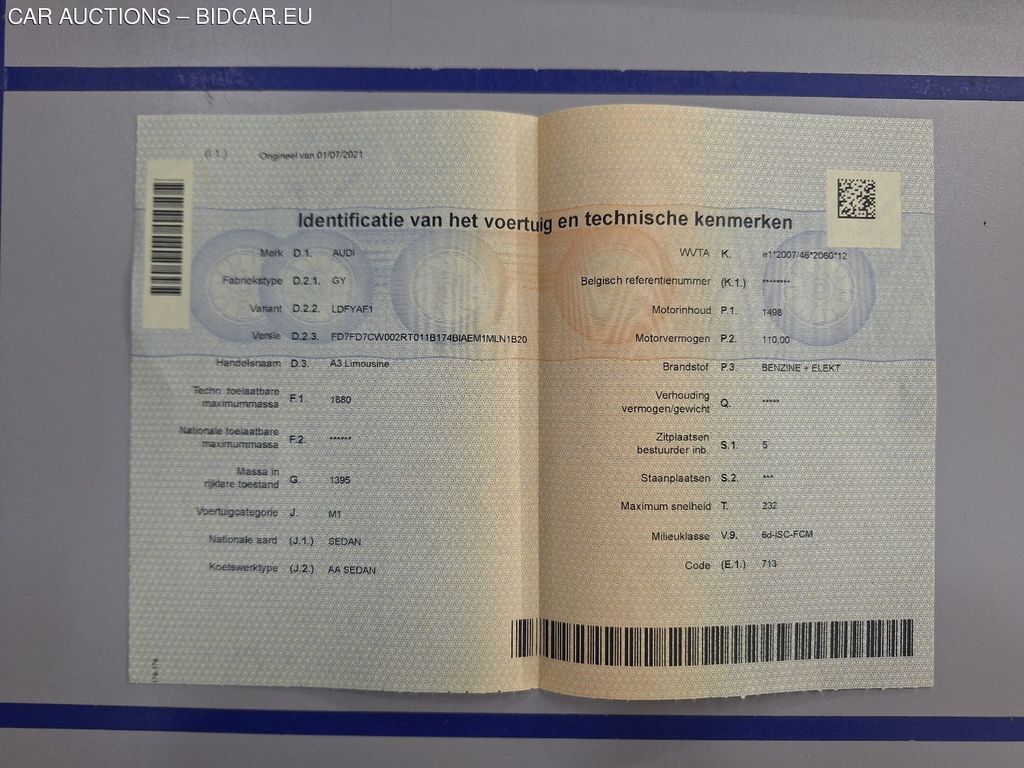 CAR AUCTIONS – BIDCAR.EU
(I.1.) Origineel van 01/07/2021
Identificatie van het voertuig en technische kenmerken
Merk D.1. AUDI
Fabriekstype D.2.1. GY
Variant D.2.2. LDFYAF1
Versie D.2.3. FD7FD7CW002RT011B174BIAEM1MLN1B20
Handelsnaam D.3. A3 Limousine
Techn. toelaatbare
maximummassa F.1. 1880
Nationale toelaatbare
maximummassa F.2. ******
Massa in
rijklare toestand G. 1395
Voertuigcategorie J. M1
Nationale aard (J.1.) SEDAN
Koetswerktype (J.2.) AA SEDAN
WVTA K. e1*2007/46*2060*12
Belgisch referentienummer (K.1.) ********
Motorinhoud P.1. 1498
Motorvermogen P.2. 110,00
Brandstof P.3. BENZINE + ELEKT
Verhouding
vermogen/gewicht Q. *****
Zitplaatsen
bestuurder inb. S.1. 5
Staanplaatsen S.2. ***
Maximum snelheid T. 232
Milieuklasse V.9. 6d-ISC-FCM
Code (E.1.) 713